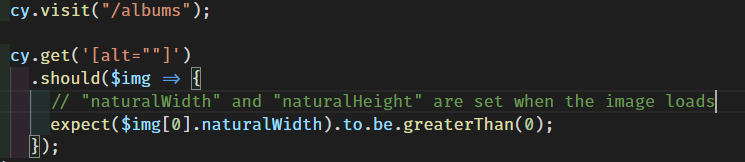 cy.visit("/albums");
cy.get('[alt=""]')
.should($img => {
// "naturalWidth" and "naturalHeight" are set when the image loads
expect($img[0].naturalWidth).to.be.greaterThan(0);
});